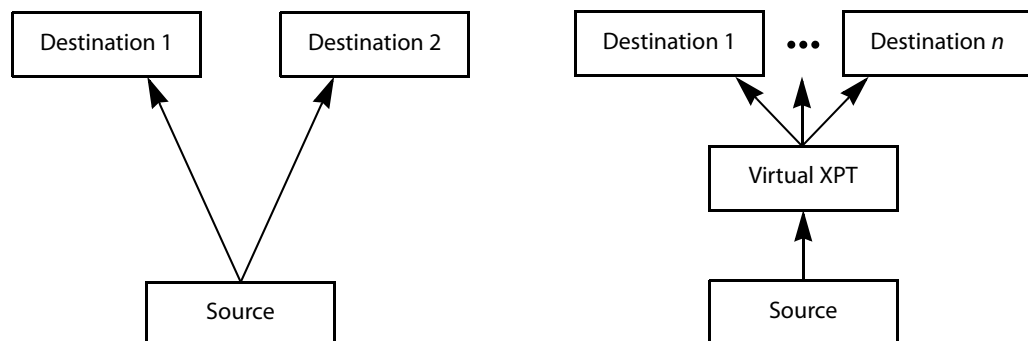 Destination 1
Destination 2
Source
Destination 1
•••
Destination n
Virtual XPT
Source